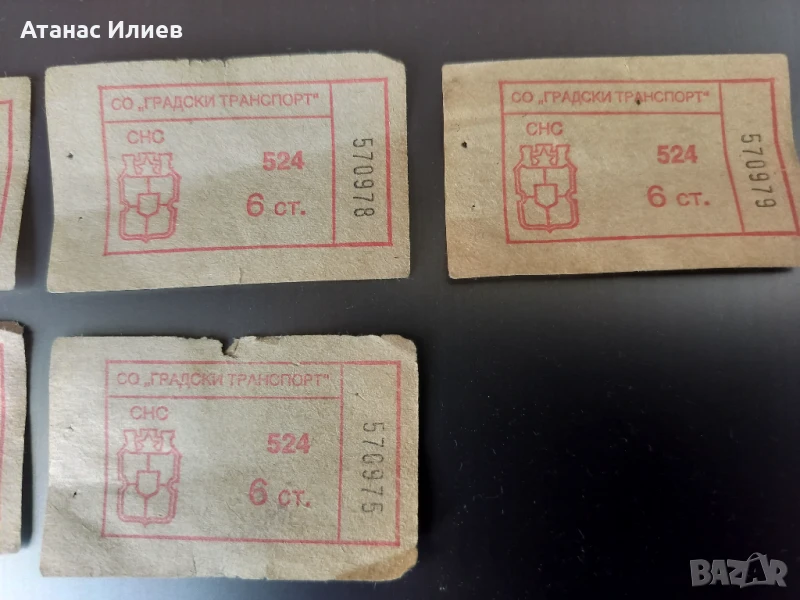 Атанас Илиев
СО „ГРАДСКИ ТРАНСПОРТ“
СНС
524
6 ст.
570978
СО „ГРАДСКИ ТРАНСПОРТ“
СНС
524
6 ст.
570979
СО „ГРАДСКИ ТРАНСПОРТ“
СНС
524
6 ст.
570975
BAZAR